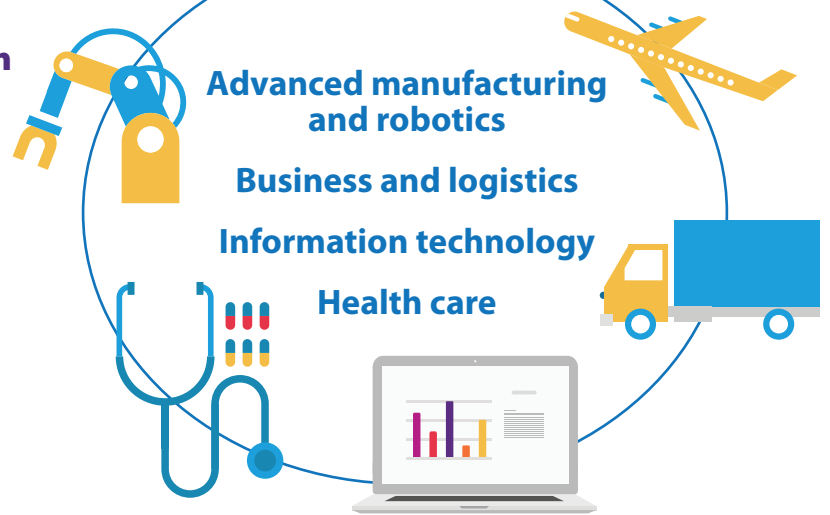 Advanced manufacturing
and robotics
Business and logistics
Information technology
Health care